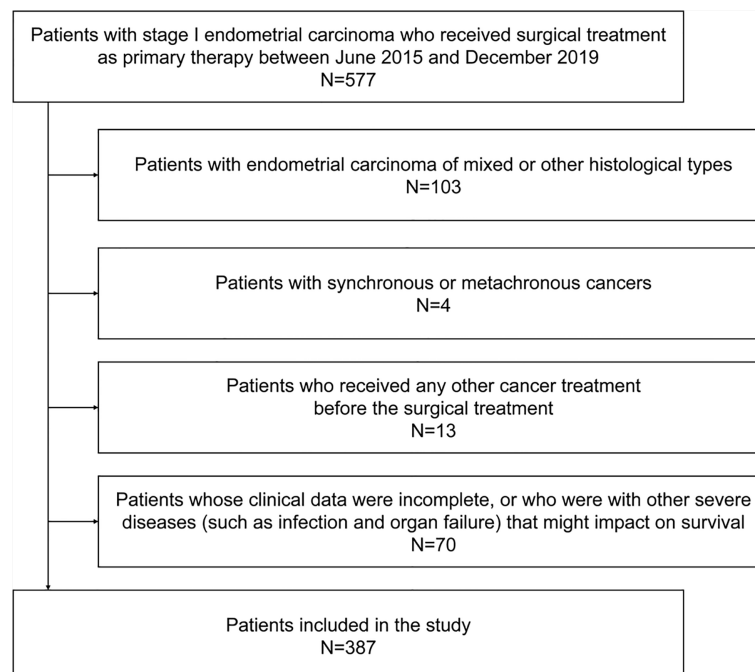 Patients with stage I endometrial carcinoma who received surgical treatment
as primary therapy between June 2015 and December 2019
N=577
Patients with endometrial carcinoma of mixed or other histological types
N=103
Patients with synchronous or metachronous cancers
N=4
Patients who received any other cancer treatment
before the surgical treatment
N=13
Patients whose clinical data were incomplete, or who were with other severe
diseases (such as infection and organ failure) that might impact on survival
N=70
Patients included in the study
N=387